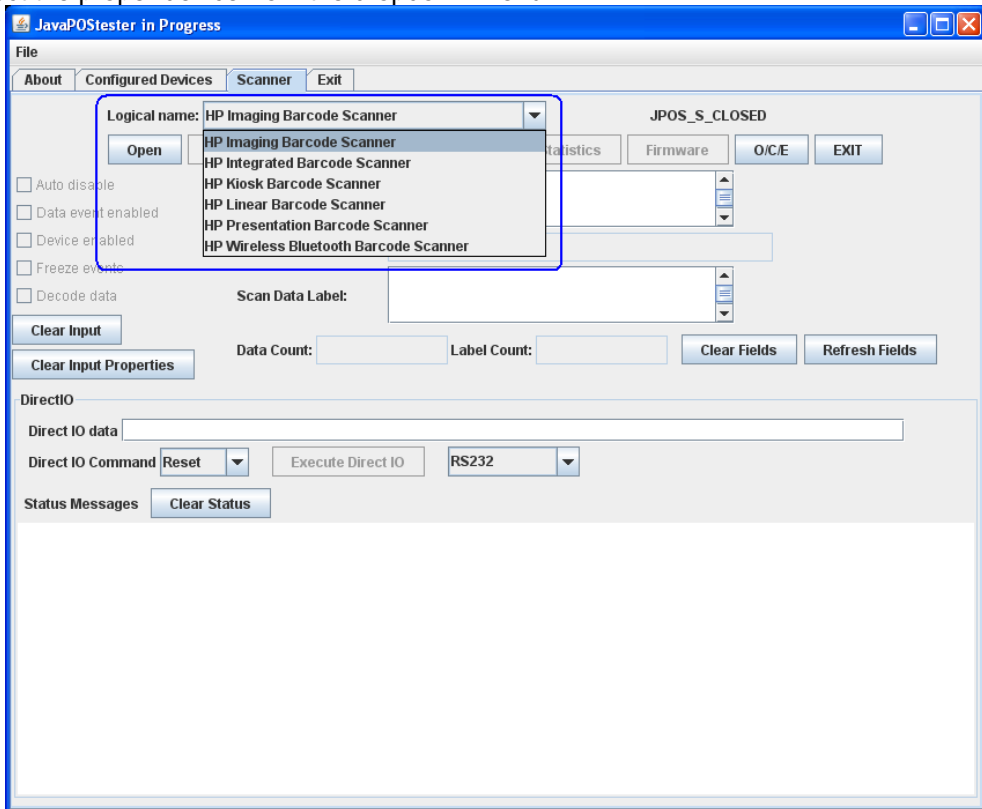 JavaPOStester in Progress
File
About Configured Devices Scanner Exit
Logical name: HP Imaging Barcode Scanner JPOS_S_CLOSED
Open Statistics Firmware O/C/E EXIT
HP Imaging Barcode Scanner
HP Integrated Barcode Scanner
HP Kiosk Barcode Scanner
HP Linear Barcode Scanner
HP Presentation Barcode Scanner
HP Wireless Bluetooth Barcode Scanner
Auto disable
Data event enabled
Device enabled
Freeze events
Decode data Scan Data Label:
Clear Input
Data Count: Label Count: Clear Fields Refresh Fields
Clear Input Properties
DirectIO
Direct IO data
Direct IO Command Reset Execute Direct IO RS232
Status Messages Clear Status